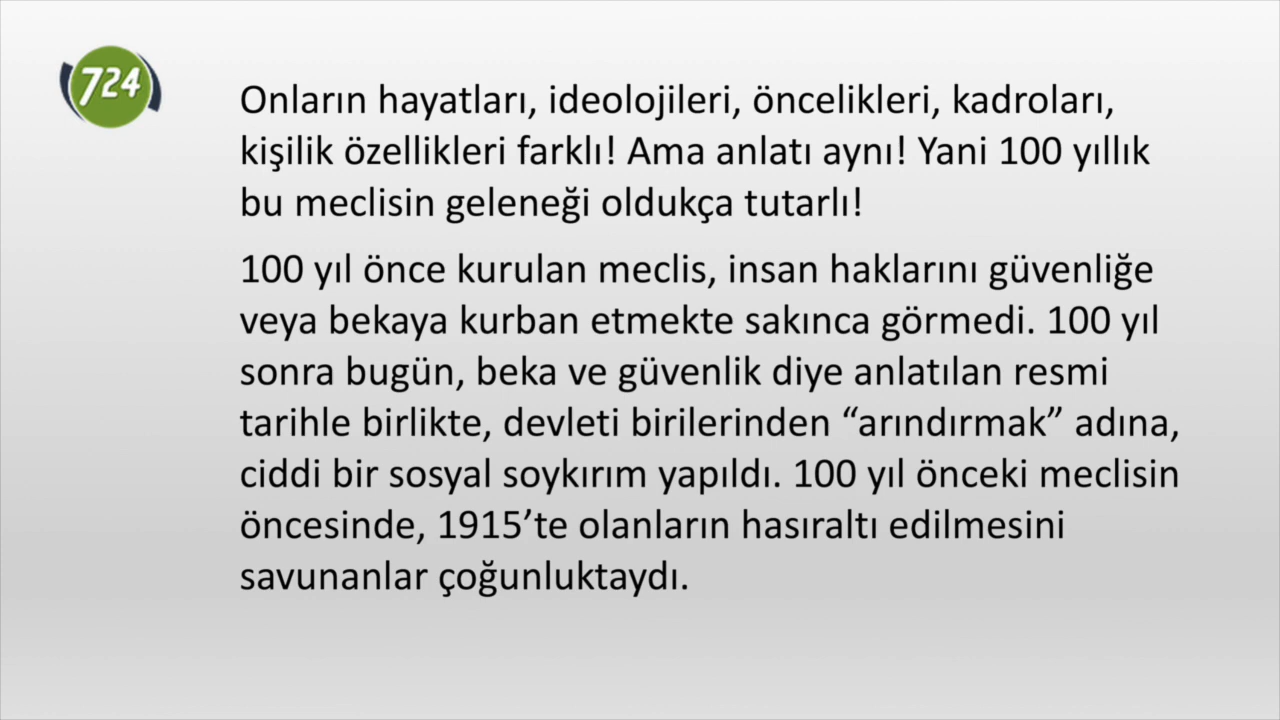 724
Onların hayatları, ideolojileri, öncelikleri, kadroları,
kişilik özellikleri farklı! Ama anlatı aynı! Yani 100 yıllık
bu meclisin geleneği oldukça tutarlı!
100 yıl önce kurulan meclis, insan haklarını güvenliğe
veya bekaya kurban etmekte sakınca görmedi. 100 yıl
sonra bugün, beka ve güvenlik diye anlatılan resmi
tarihle birlikte, devleti birilerinden “arındırmak” adına,
ciddi bir sosyal soykırım yapıldı. 100 yıl önceki meclisin
öncesinde, 1915’te olanların hasıraltı edilmesini
savunanlar çoğunluktaydı.